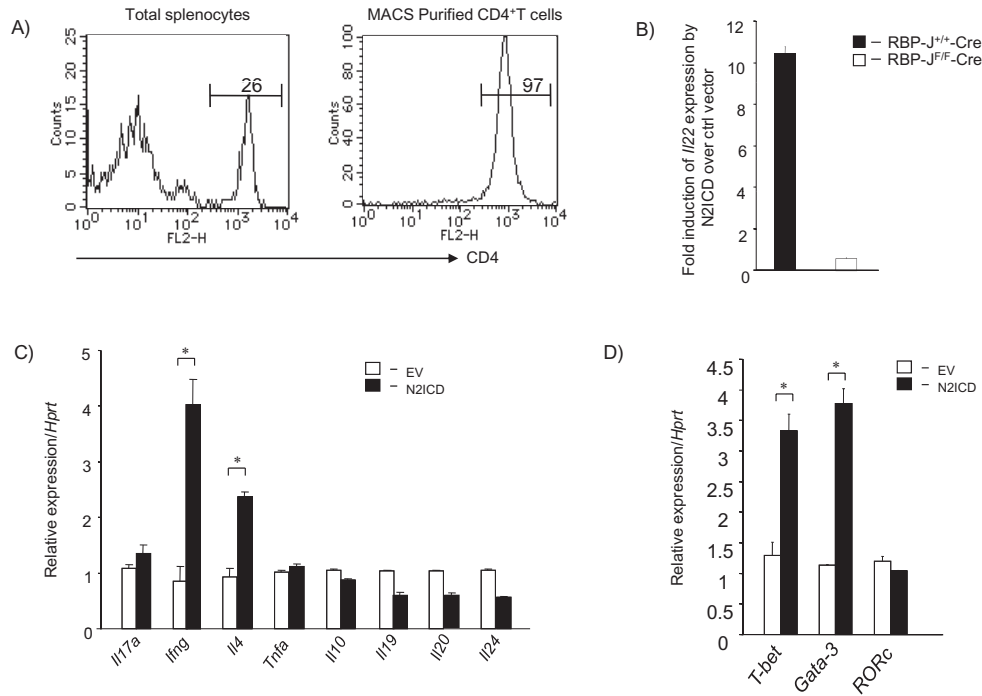 A)
Total splenocytes
MACS Purified CD4+T cells
25
20
15
10
5
0
Counts
26
10^0 10^1 10^2 10^3 10^4
FL2-H
100
80
60
40
20
0
Counts
97
10^0 10^1 10^2 10^3 10^4
FL2-H
CD4
B)
Fold induction of Il22 expression by
N2ICD over ctrl vector
12
10
8
6
4
2
0
– RBP-J+/+-Cre
– RBP-JF/F-Cre
C)
Relative expression/Hprt
5
4
3
2
1
0
*
*
– EV
– N2ICD
Il17a Ifng Il4 Tnfa Il10 Il19 Il20 Il24
D)
Relative expression/Hprt
4.5
4
3.5
3
2.5
2
1.5
1
0.5
0
*
*
– EV
– N2ICD
T-bet Gata-3 RORc